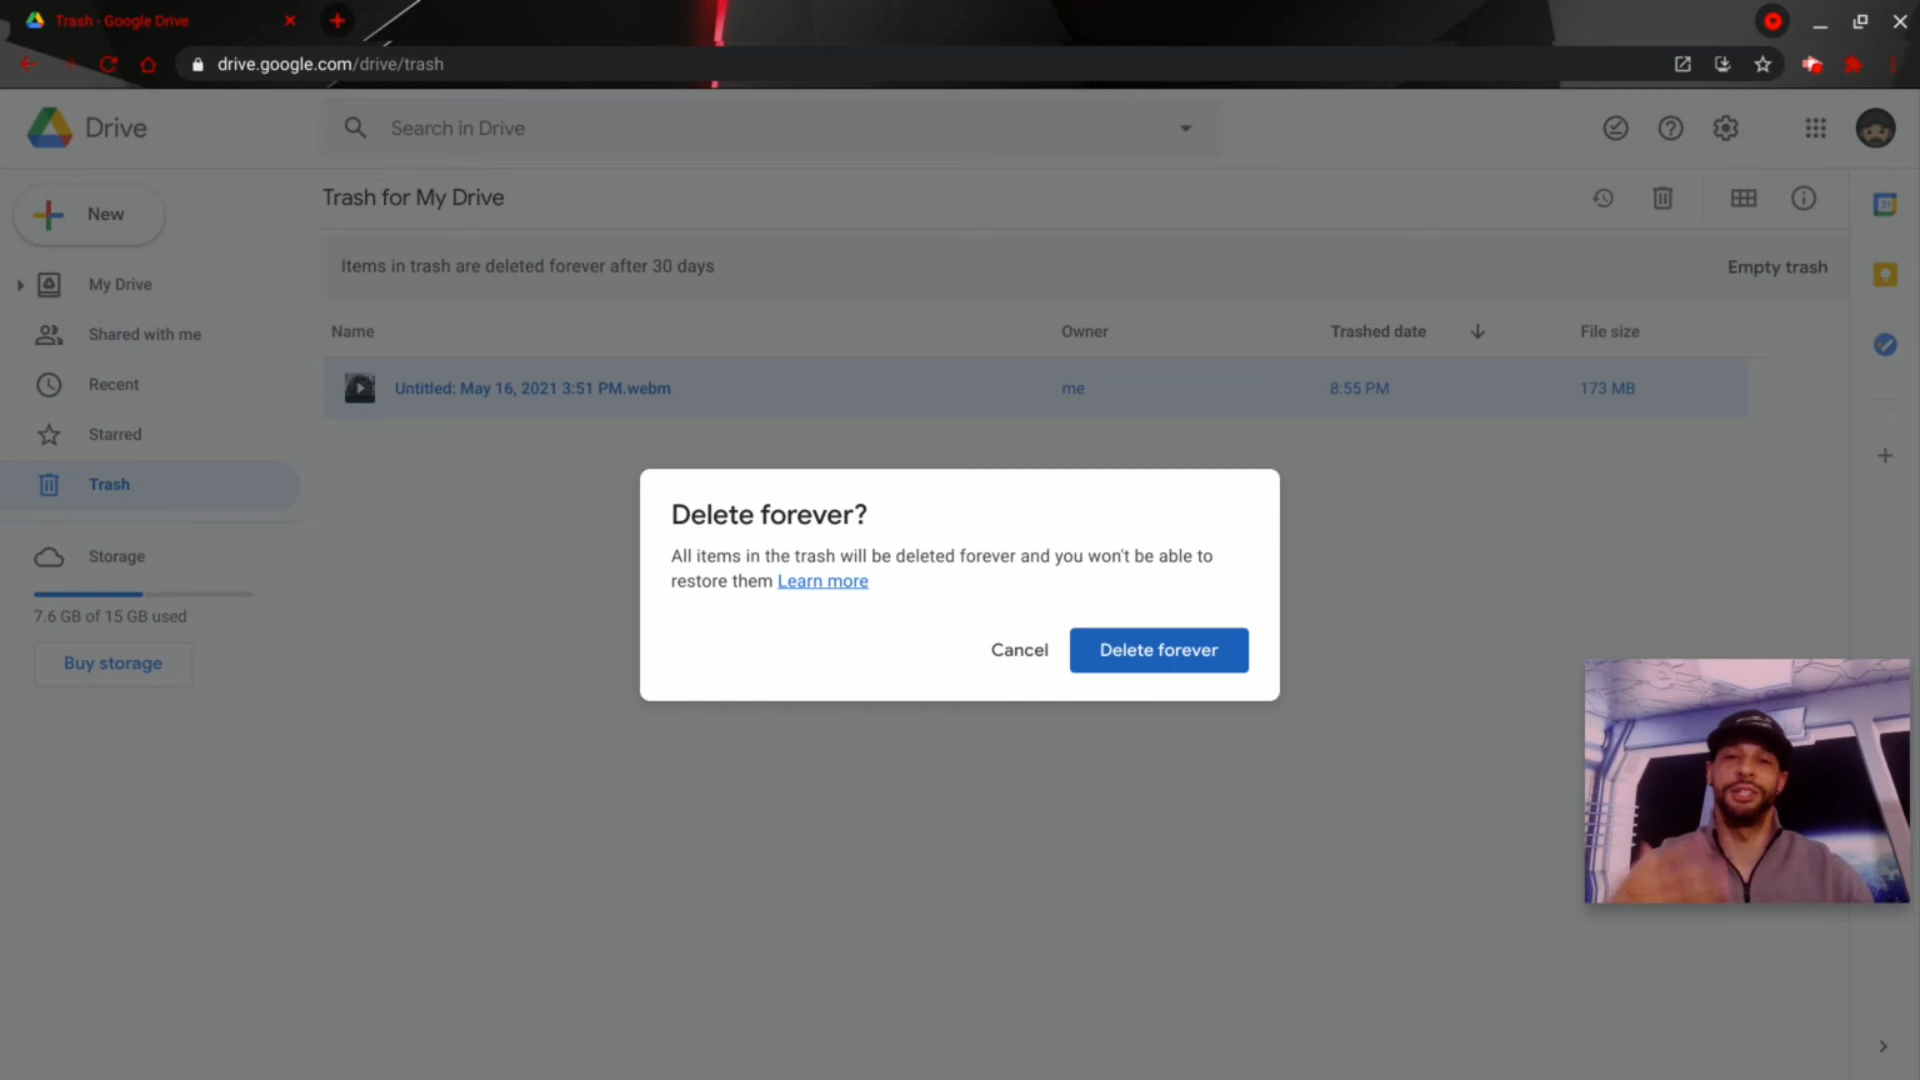 Trash - Google Drive
drive.google.com/drive/trash
Drive
Search in Drive
New
Trash for My Drive
Items in trash are deleted forever after 30 days
Empty trash
My Drive
Shared with me
Recent
Starred
Trash
Storage
7.6 GB of 15 GB used
Buy storage
Name Owner Trashed date File size
Untitled: May 16, 2021 3:51 PM.webm me 8:55 PM 173 MB
Delete forever?
All items in the trash will be deleted forever and you won't be able to
restore them Learn more
Cancel Delete forever
31